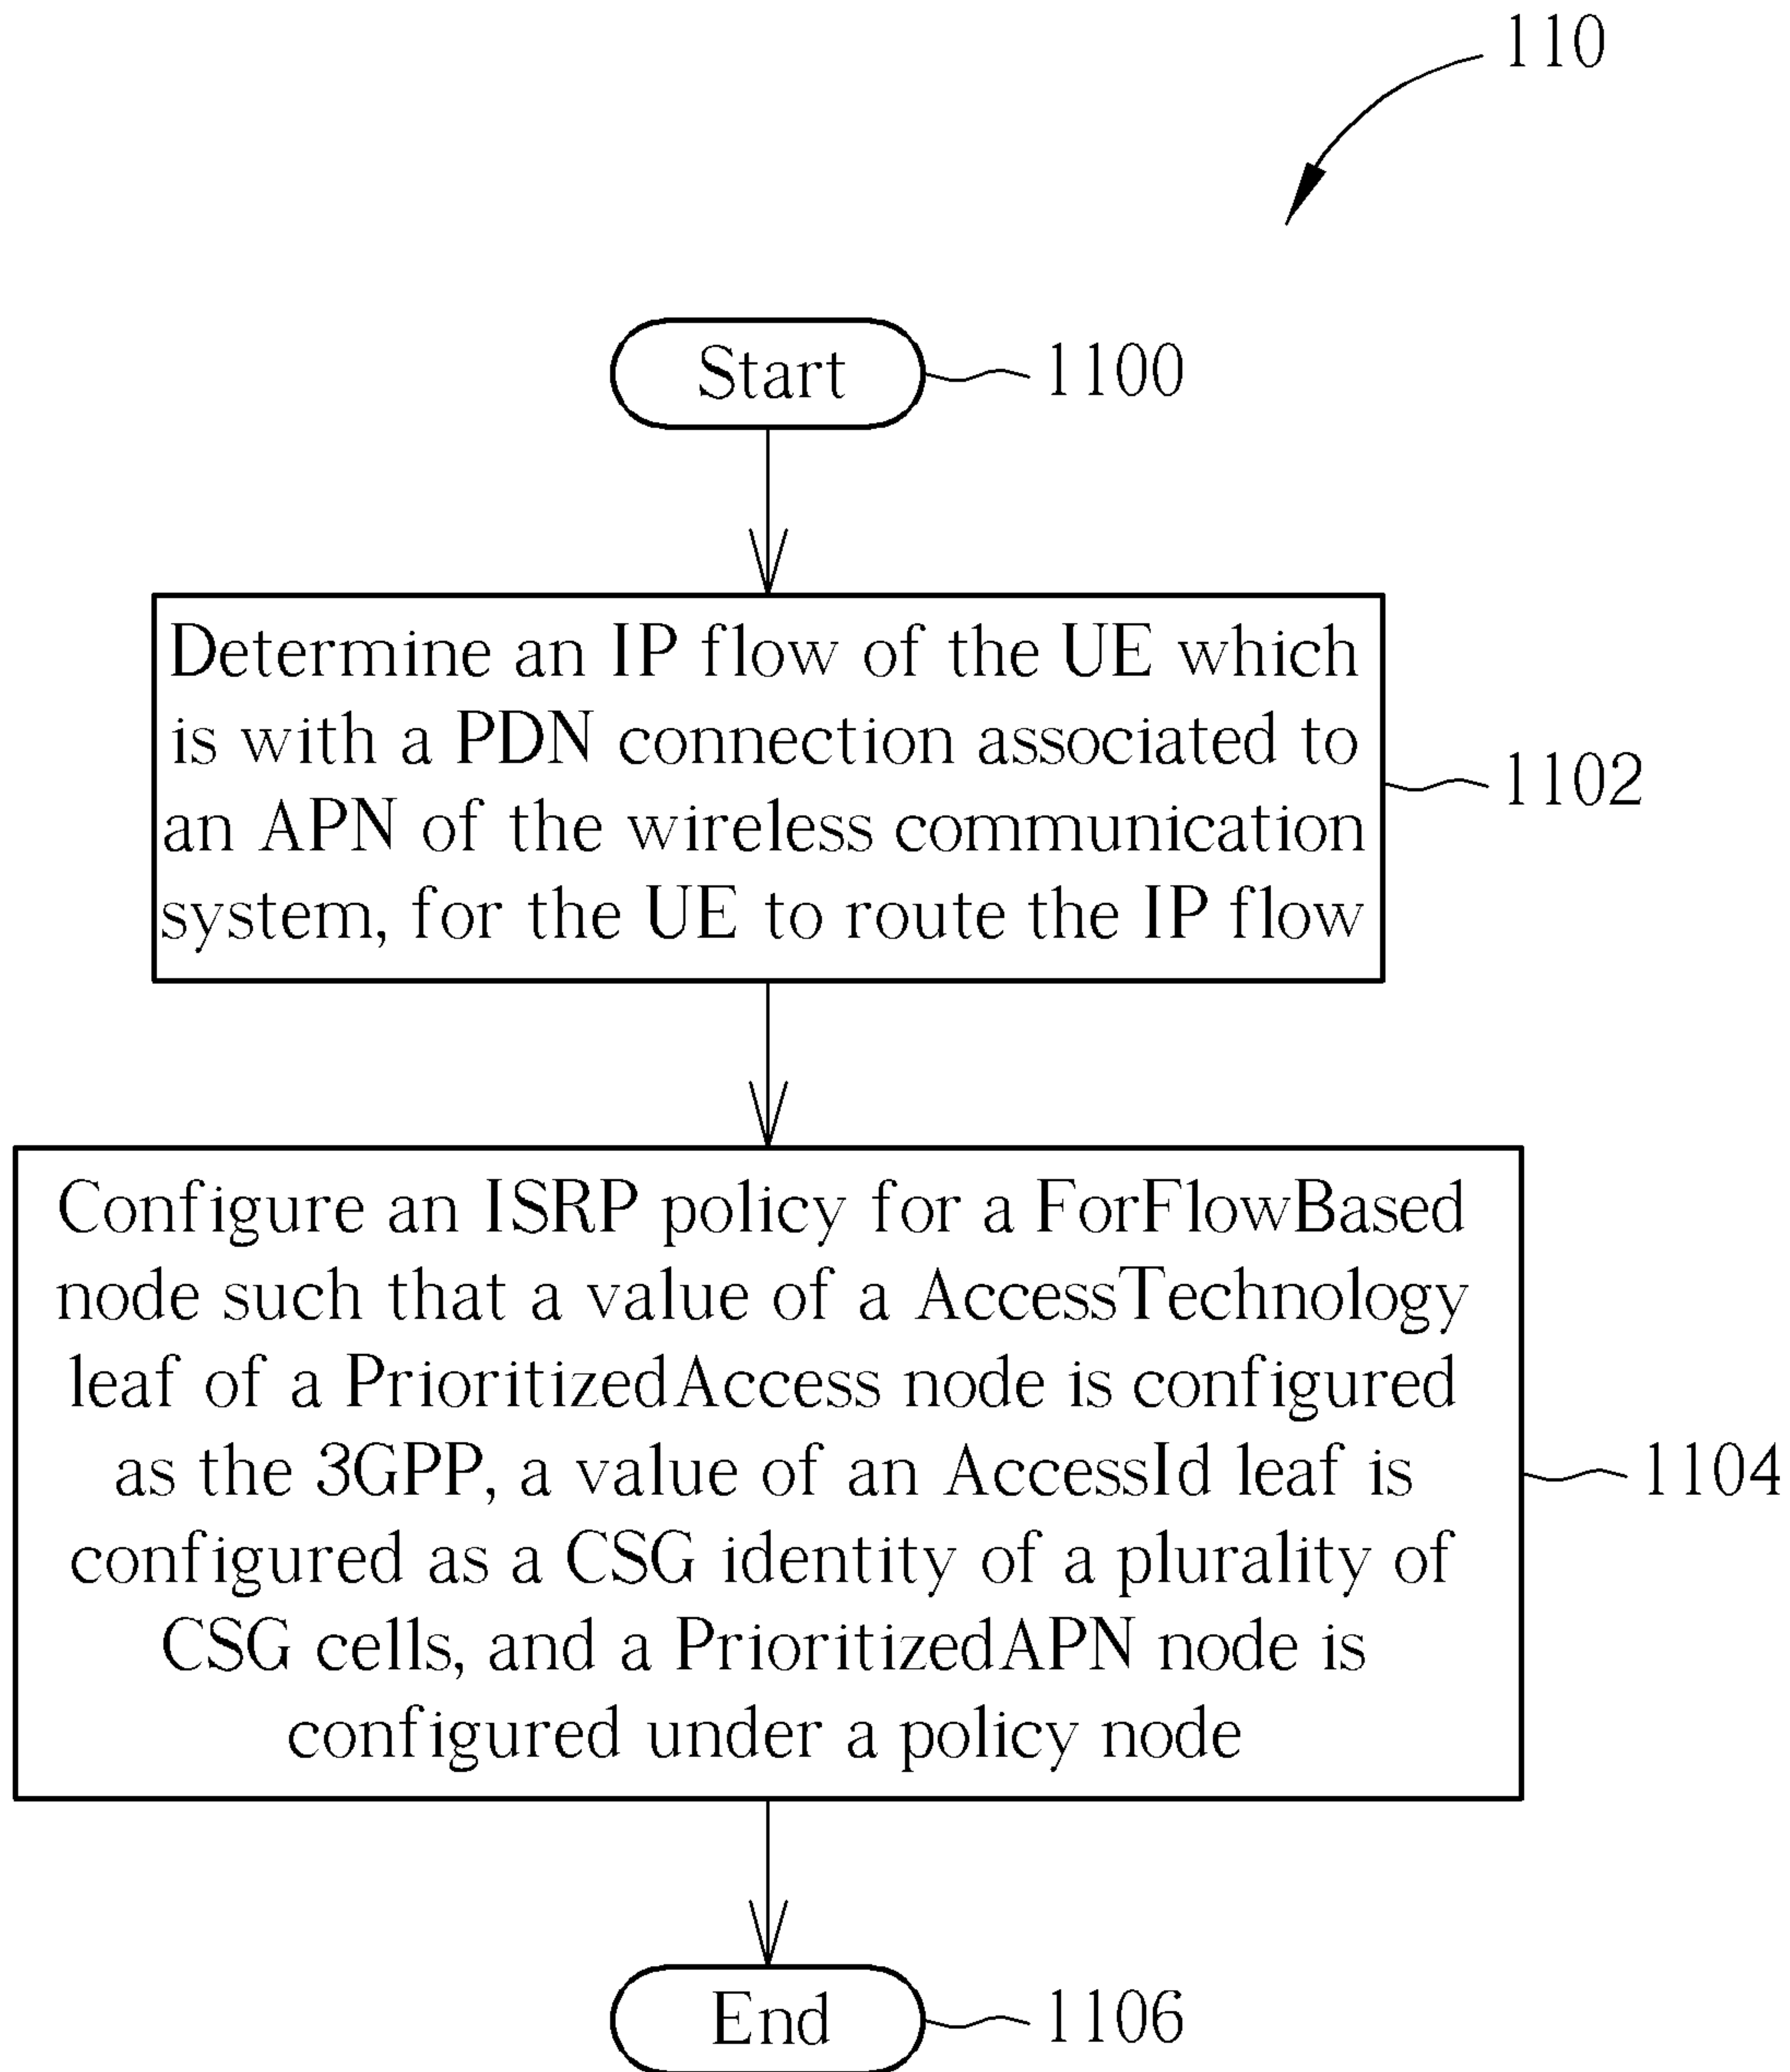 110
Start
1100
Determine an IP flow of the UE which
is with a PDN connection associated to
an APN of the wireless communication
system, for the UE to route the IP flow
1102
Configure an ISRP policy for a ForFlowBased
node such that a value of a AccessTechnology
leaf of a PrioritizedAccess node is configured
as the 3GPP, a value of an AccessId leaf is
configured as a CSG identity of a plurality of
CSG cells, and a PrioritizedAPN node is
configured under a policy node
1104
End
1106